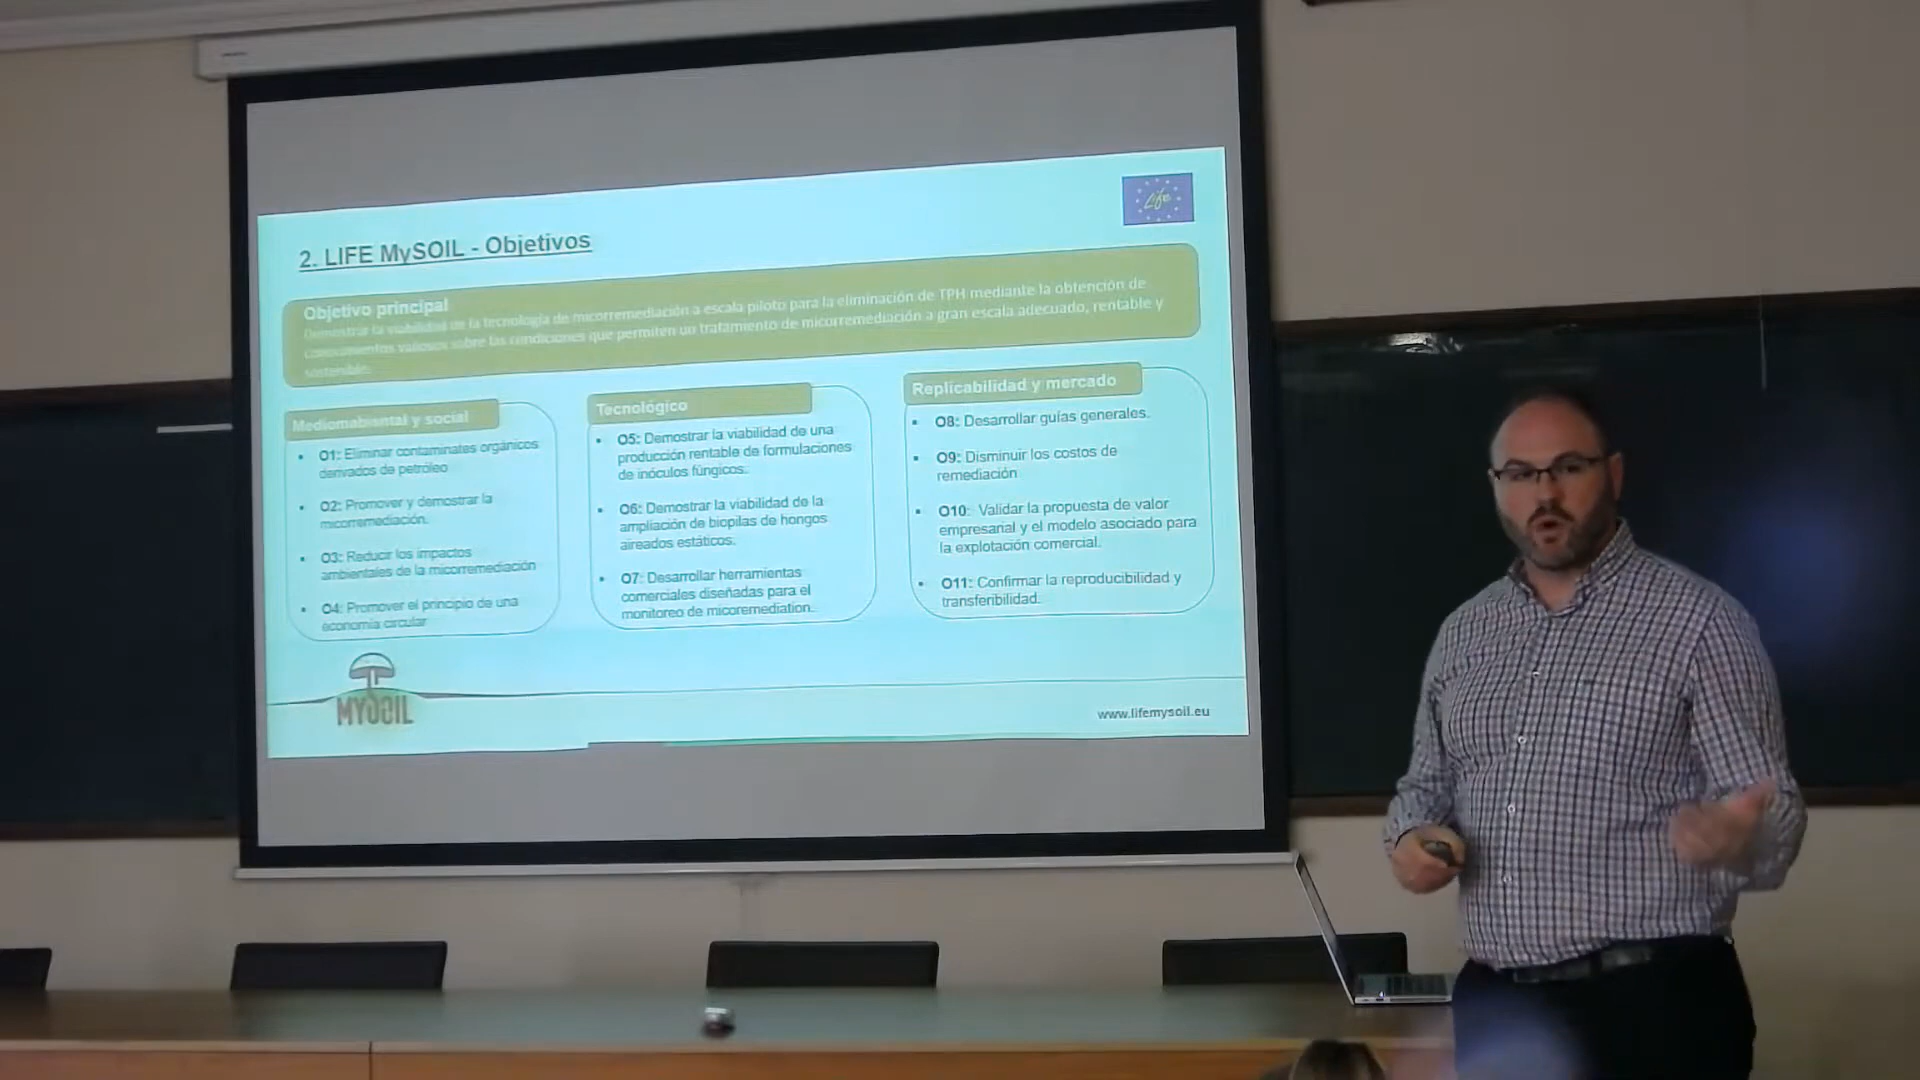 Life
2. LIFE MySOIL - Objetivos
Objetivo principal
Demostrar la viabilidad de la tecnología de micorremediación a escala piloto para la eliminación de TPH mediante la obtención de
conocimientos valiosos sobre las condiciones que permiten un tratamiento de micorremediación a gran escala adecuado, rentable y
sostenible.
Mediomabisntal y social
• O1: Eliminar contaminates orgánicos
derivados de petróleo
• O2: Promover y demostrar la
micorremediación.
• O3: Reducir los impactos
ambientales de la micorremediación
• O4: Promover el principio de una
economía circular
Tecnológico
• O5: Demostrar la viabilidad de una
producción rentable de formulaciones
de inóculos fúngicos.
• O6: Demostrar la viabilidad de la
ampliación de biopilas de hongos
aireados estáticos.
• O7: Desarrollar herramientas
comerciales diseñadas para el
monitoreo de micoremediation.
Replicabilidad y mercado
• O8: Desarrollar guías generales.
• O9: Disminuir los costos de
remediación
• O10: Validar la propuesta de valor
empresarial y el modelo asociado para
la explotación comercial.
• O11: Confirmar la reproducibilidad y
transferibilidad.
MYSOIL
www.lifemysoil.eu